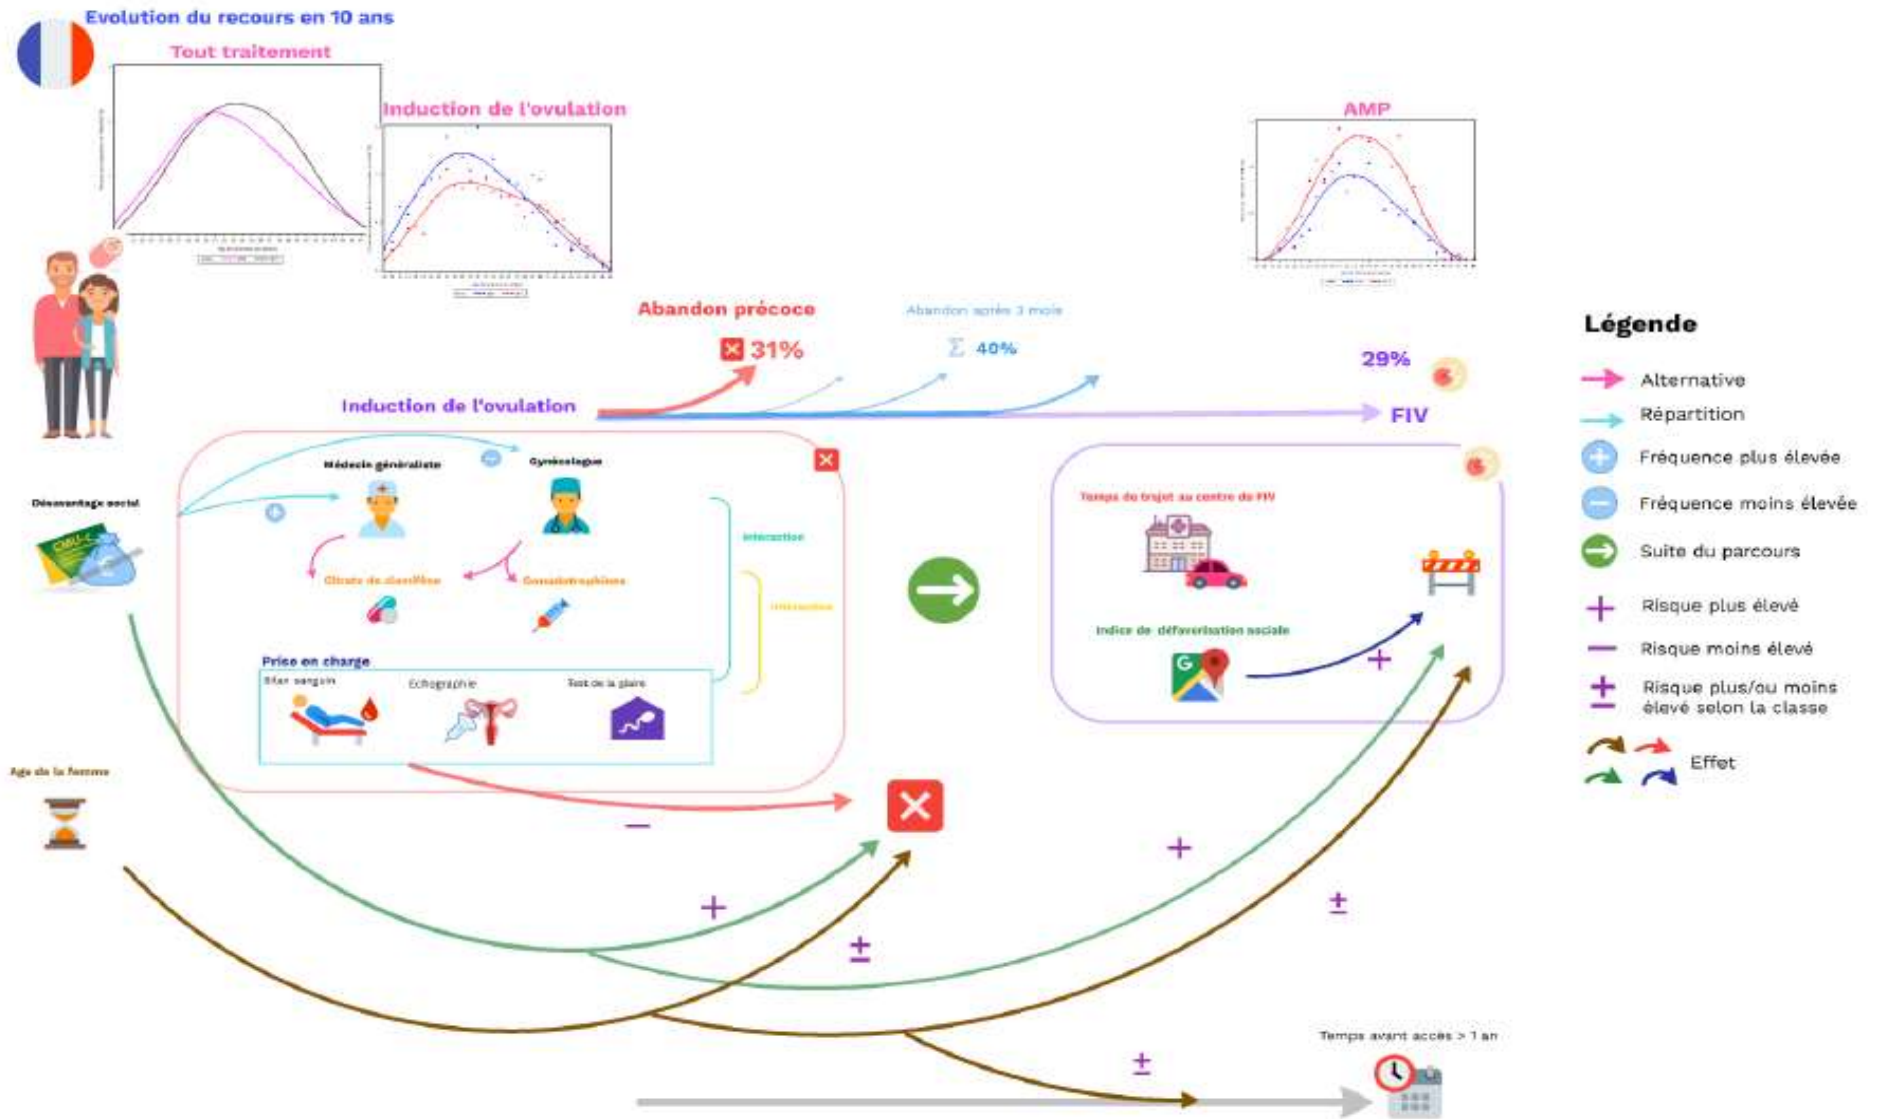 Evolution du recours en 10 ans
Tout traitement
Induction de l'ovulation
AMP
Abandon précoce
31%
Abandon après 3 mois
Σ 40%
29%
Induction de l'ovulation
FIV
Médecin généraliste
Gynécologue
Désavantage social
CMU-C
interaction
Citrate de clomifène
Gonadotrophines
interaction
Prise en charge
Bilan sanguin
Echographie
Test de la glaire
Age de la femme
Temps de trajet au centre de FIV
Indice de défavorisation sociale
G
Temps avant accès > 1 an
Légende
Alternative
Répartition
Fréquence plus élevée
Fréquence moins élevée
Suite du parcours
Risque plus élevé
Risque moins élevé
Risque plus/ou moins
élevé selon la classe
Effet